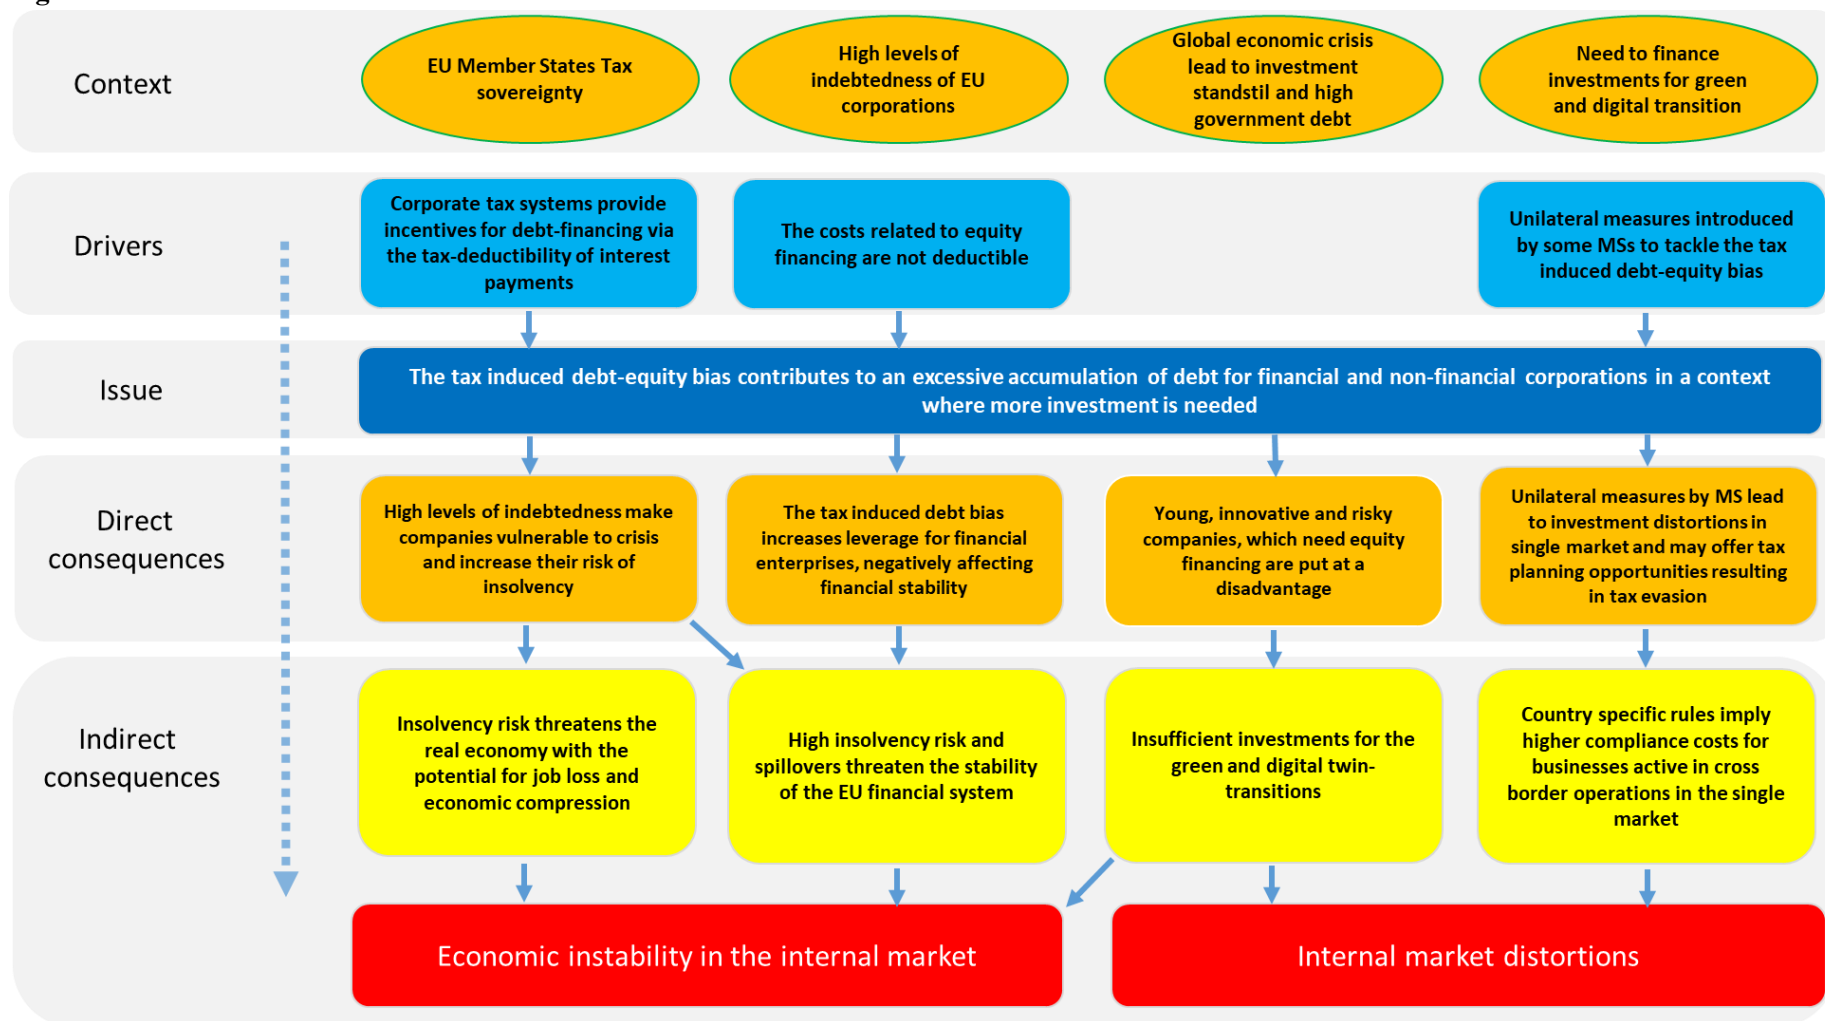 Context
EU Member States Tax
sovereignty
High levels of
indebtedness of EU
corporations
Global economic crisis
lead to investment
standstil and high
government debt
Need to finance
investments for green
and digital transition
Drivers
Corporate tax systems provide
incentives for debt-financing via
the tax-deductibility of interest
payments
The costs related to equity
financing are not deductible
Unilateral measures introduced
by some MSs to tackle the tax
induced debt-equity bias
Issue
The tax induced debt-equity bias contributes to an excessive accumulation of debt for financial and non-financial corporations in a context
where more investment is needed
Direct
consequences
High levels of indebtedness make
companies vulnerable to crisis
and increase their risk of
insolvency
The tax induced debt bias
increases leverage for financial
enterprises, negatively affecting
financial stability
Young, innovative and risky
companies, which need equity
financing are put at a
disadvantage
Unilateral measures by MS lead
to investment distortions in
single market and may offer tax
planning opportunities resulting
in tax evasion
Indirect
consequences
Insolvency risk threatens the
real economy with the
potential for job loss and
economic compression
High insolvency risk and
spillovers threaten the stability
of the EU financial system
Insufficient investments for the
green and digital twin-
transitions
Country specific rules imply
higher compliance costs for
businesses active in cross
border operations in the single
market
Economic instability in the internal market
Internal market distortions